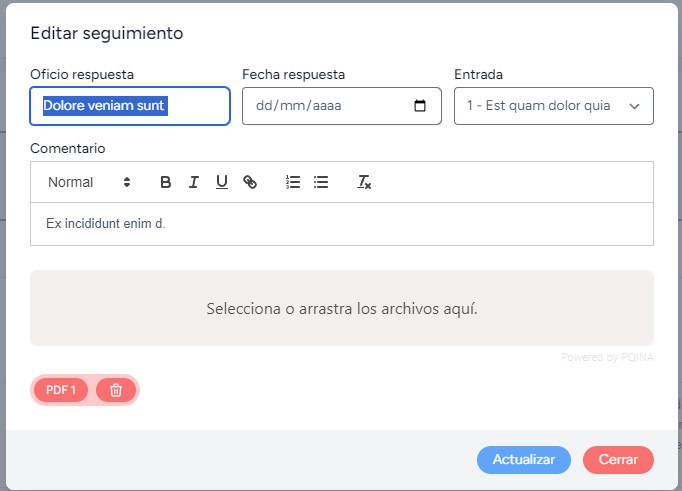 Editar seguimiento
Oficio respuesta
Fecha respuesta
Entrada
Dolore veniam sunt
dd/mm/aaaa
1 - Est quam dolor quia
Comentario
Normal
Ex incididunt enim d.
Selecciona o arrastra los archivos aquí.
Powered by PQINA
PDF 1
Actualizar
Cerrar